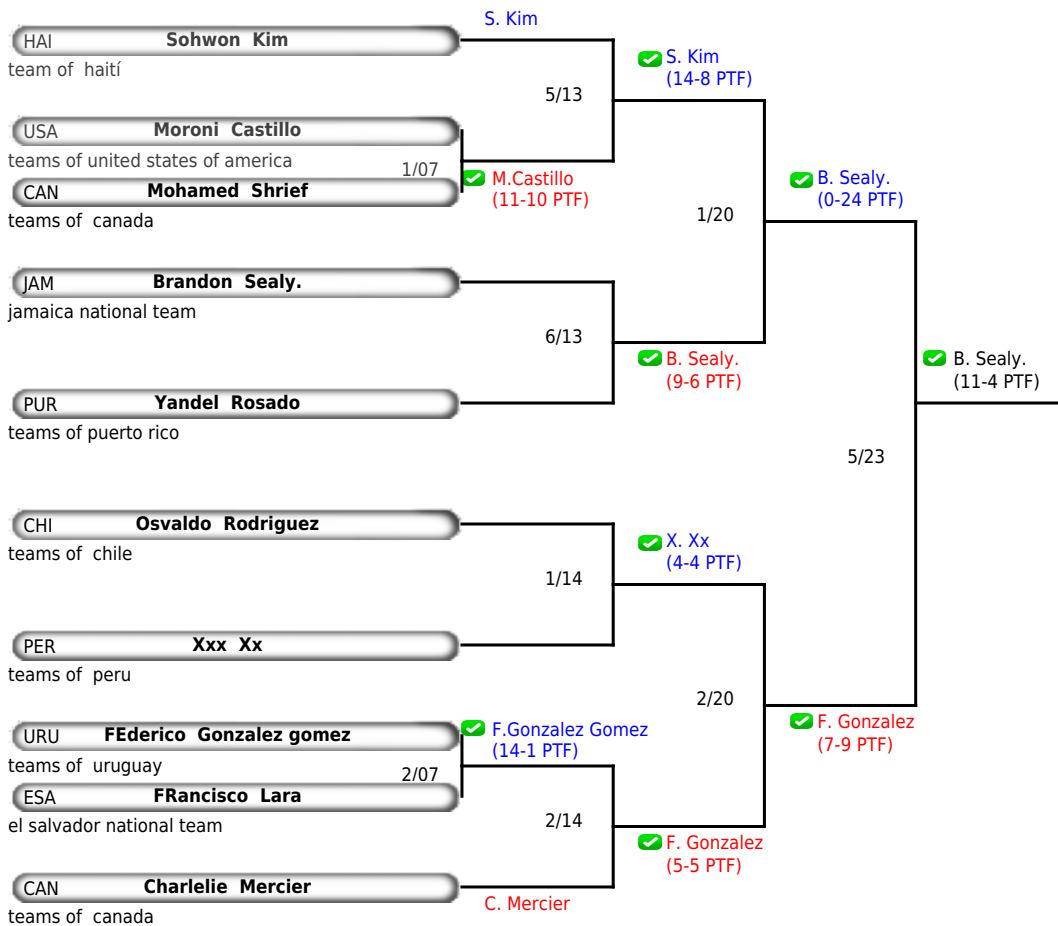 S. Kim
HAI Sohwon Kim
team of haití
S. Kim
(14-8 PTF)
5/13
USA Moroni Castillo
teams of united states of america
1/07
M.Castillo
(11-10 PTF)
CAN Mohamed Shrief
teams of canada
B. Sealy.
(0-24 PTF)
1/20
JAM Brandon Sealy.
jamaica national team
6/13
B. Sealy.
(9-6 PTF)
B. Sealy.
(11-4 PTF)
PUR Yandel Rosado
teams of puerto rico
5/23
CHI Osvaldo Rodriguez
teams of chile
X. Xx
(4-4 PTF)
1/14
PER Xxx Xx
teams of peru
2/20
F. Gonzalez
(7-9 PTF)
URU FEderico Gonzalez gomez
teams of uruguay
F.Gonzalez Gomez
(14-1 PTF)
2/07
ESA FRancisco Lara
el salvador national team
2/14
F. Gonzalez
(5-5 PTF)
CAN Charlelie Mercier
teams of canada
C. Mercier